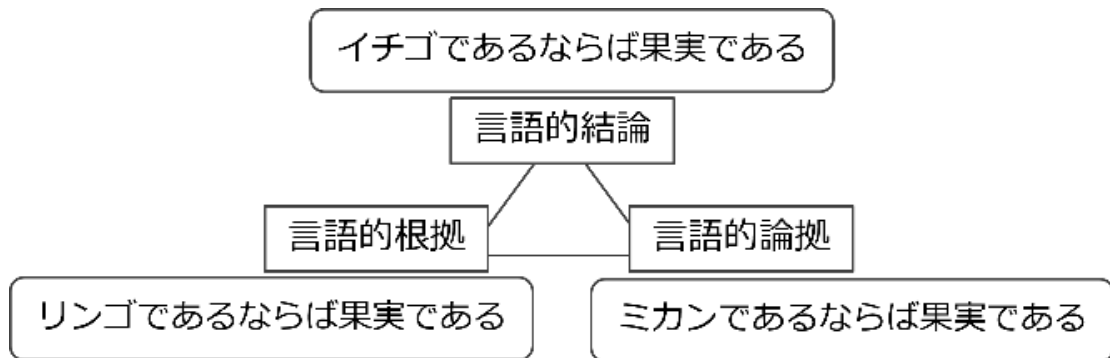 イチゴであるならば果実である
言語的結論
言語的根拠
言語的論拠
リンゴであるならば果実である
ミカンであるならば果実である